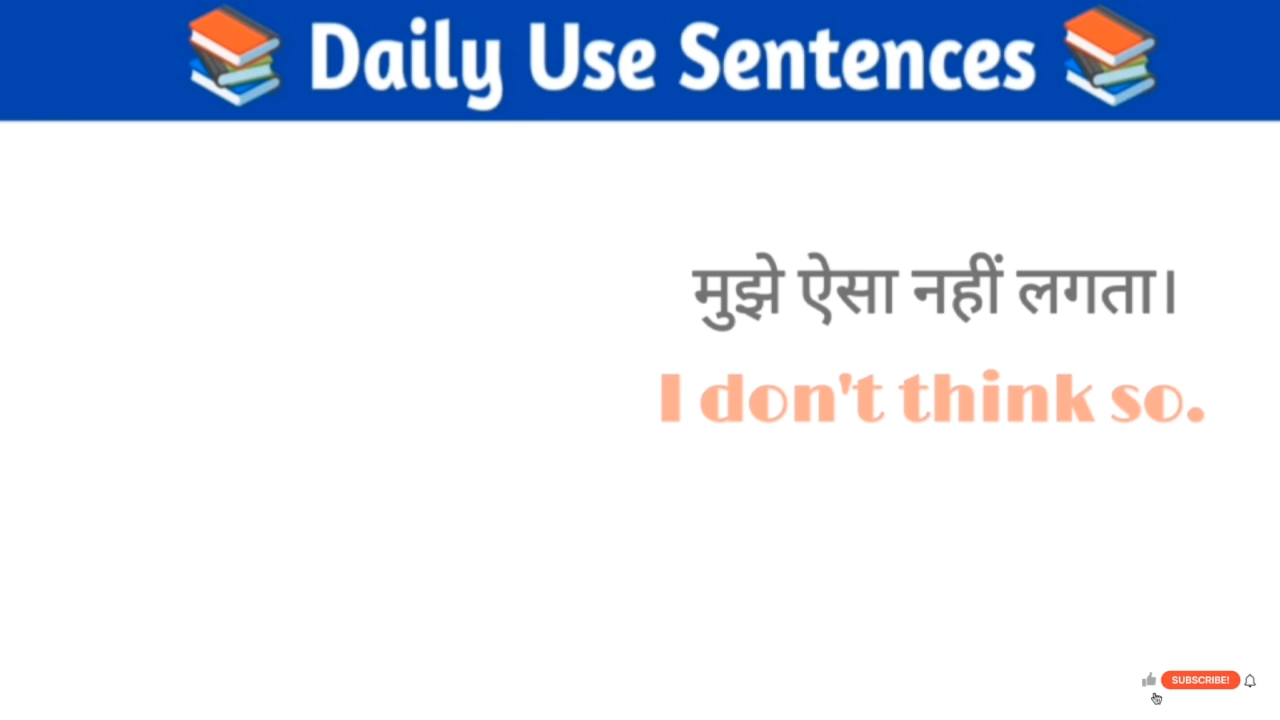 Daily Use Sentences
मुझे ऐसा नहीं लगता।
I don't think so.
SUBSCRIBE!